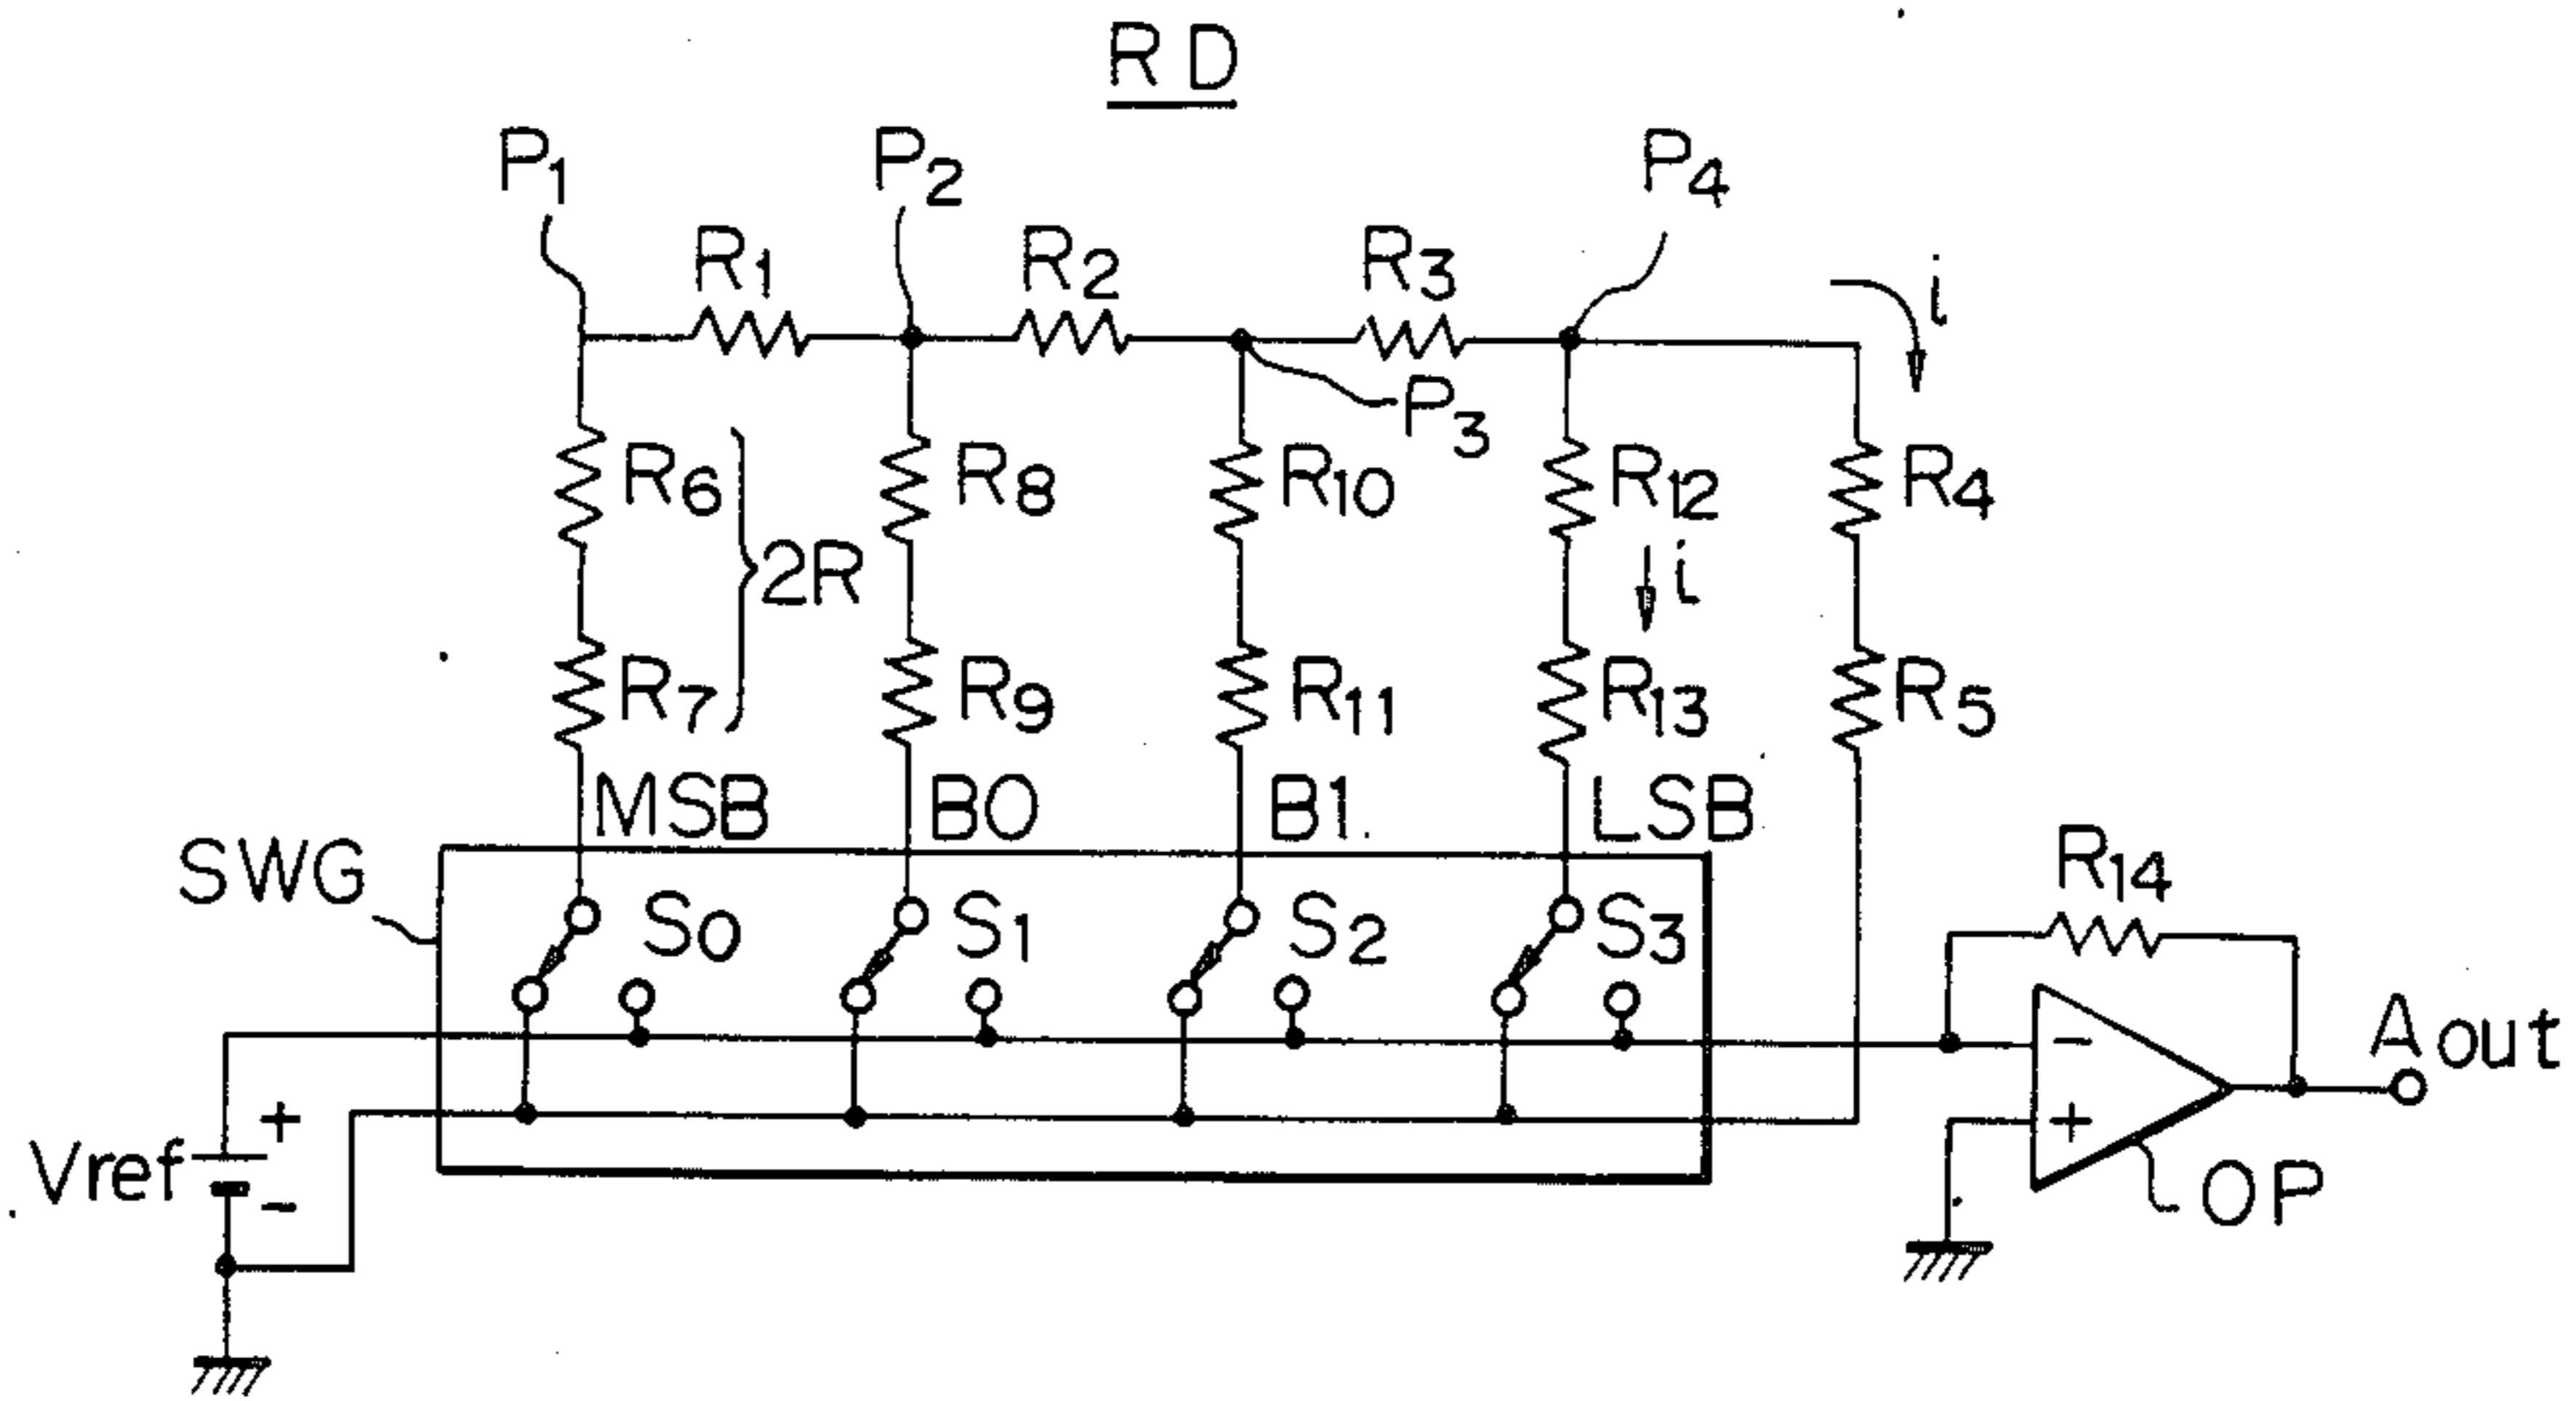 RD
P1
P2
P4
R1
R2
R3
i
P3
R6
R8
R10
R12
R4
2R
i
R7
R9
R11
R13
R5
MSB
B0
B1
LSB
SWG
R14
S0
S1
S2
S3
Aout
Vref
+
-
-
+
OP